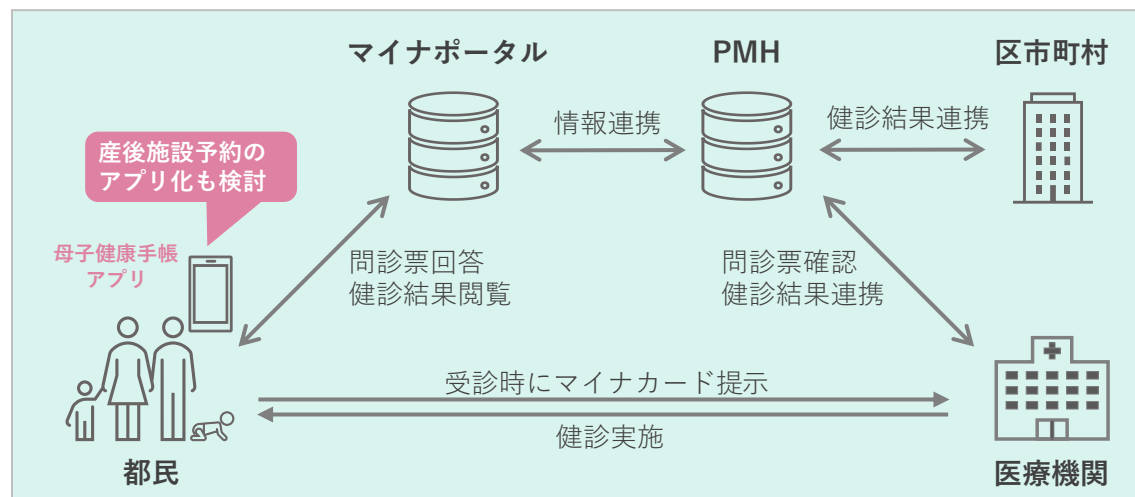 マイナポータル
PMH
区市町村
情報連携
健診結果連携
産後施設予約の
アプリ化も検討
母子健康手帳
アプリ
問診票回答
健診結果閲覧
問診票確認
健診結果連携
受診時にマイナカード提示
健診実施
都民
医療機関